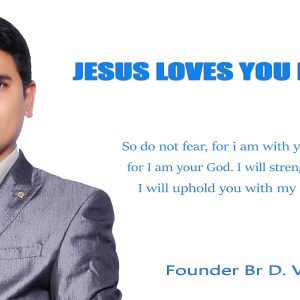 JESUS LOVES YOU
So do not fear, for i am with
for I am your God. I will
I will uphold you with my
Founder Br D. V